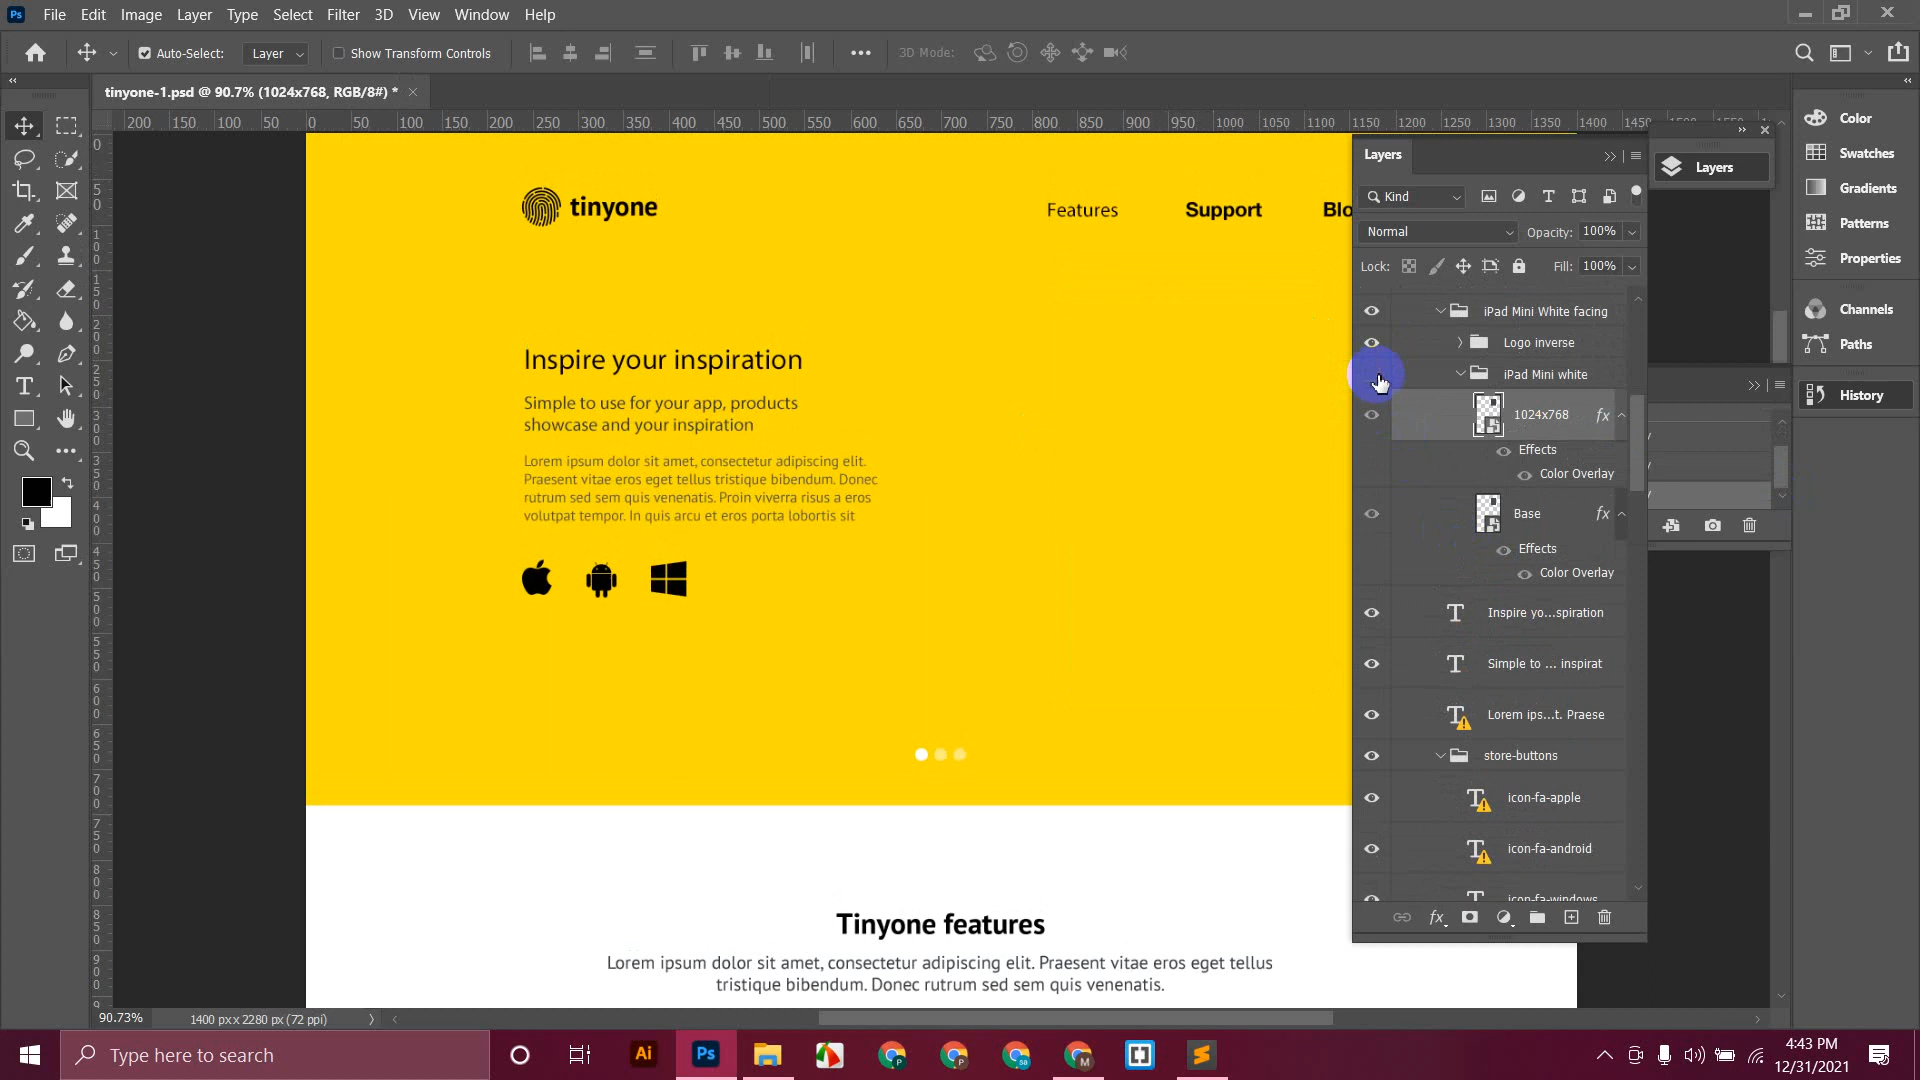 Ps File Edit Image Layer Type Select Filter 3D View Window Help
Auto-Select: Layer Show Transform Controls 3D Mode:
tinyone-1.psd @ 90.7% (1024x768, RGB/8#) *
200 150 100 50 0 50 100 150 200 250 300 350 400 450 500 550 600 650 700 750 800 850 900 950 1000 1050 1100 1150 1200 1250 1300 1350 1400 1450
tinyone
Features Support Blo
Inspire your inspiration
Simple to use for your app, products
showcase and your inspiration
Lorem ipsum dolor sit amet, consectetur adipiscing elit.
Praesent vitae eros eget tellus tristique bibendum. Donec
rutrum sed sem quis venenatis. Proin viverra risus a eros
volutpat tempor. In quis arcu et eros porta lobortis sit
Tinyone features
Lorem ipsum dolor sit amet, consectetur adipiscing elit. Praesent vitae eros eget tellus
tristique bibendum. Donec rutrum sed sem quis venenatis.
Layers
Kind
Normal Opacity: 100%
Lock: Fill: 100%
iPad Mini White facing
Logo inverse
iPad Mini white
1024x768 fx
Effects
Color Overlay
Base fx
Effects
Color Overlay
Inspire yo...spiration
Simple to ... inspirat
Lorem ips...t. Praese
store-buttons
icon-fa-apple
icon-fa-android
icon-fa-windows
fx
Layers
Color
Swatches
Gradients
Patterns
Properties
Channels
Paths
History
90.73% 1400 px x 2280 px (72 ppi)
Type here to search
Ai Ps
4:43 PM
12/31/2021